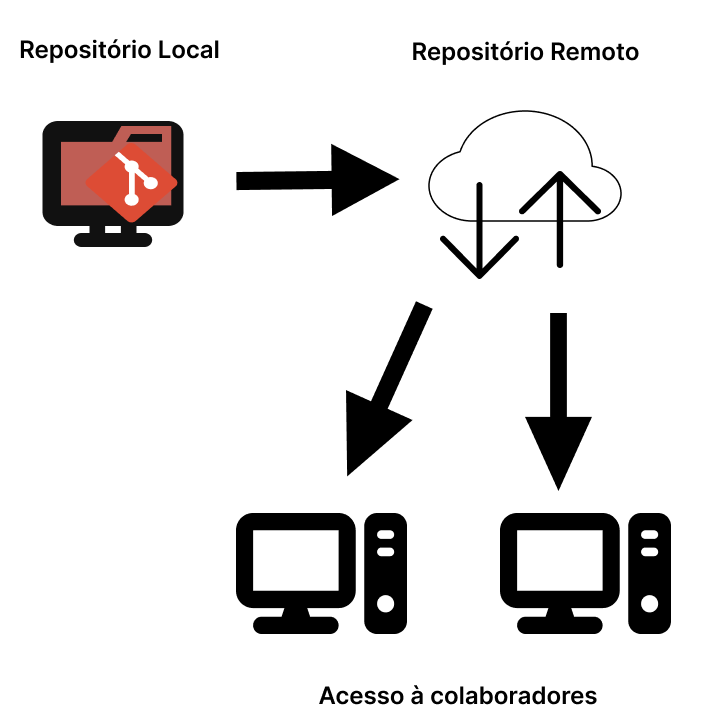 Repositório Local
Repositório Remoto
Acesso à colaboradores